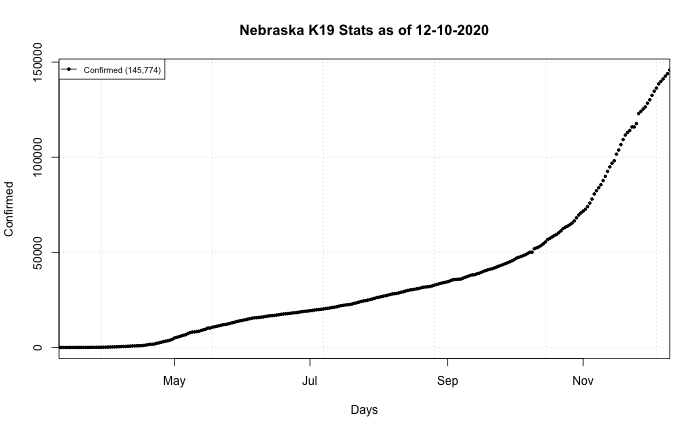 Nebraska K19 Stats as of 12-10-2020
Confirmed (145,774)
150000
100000
50000
0
Confirmed
May
Jul
Sep
Nov
Days